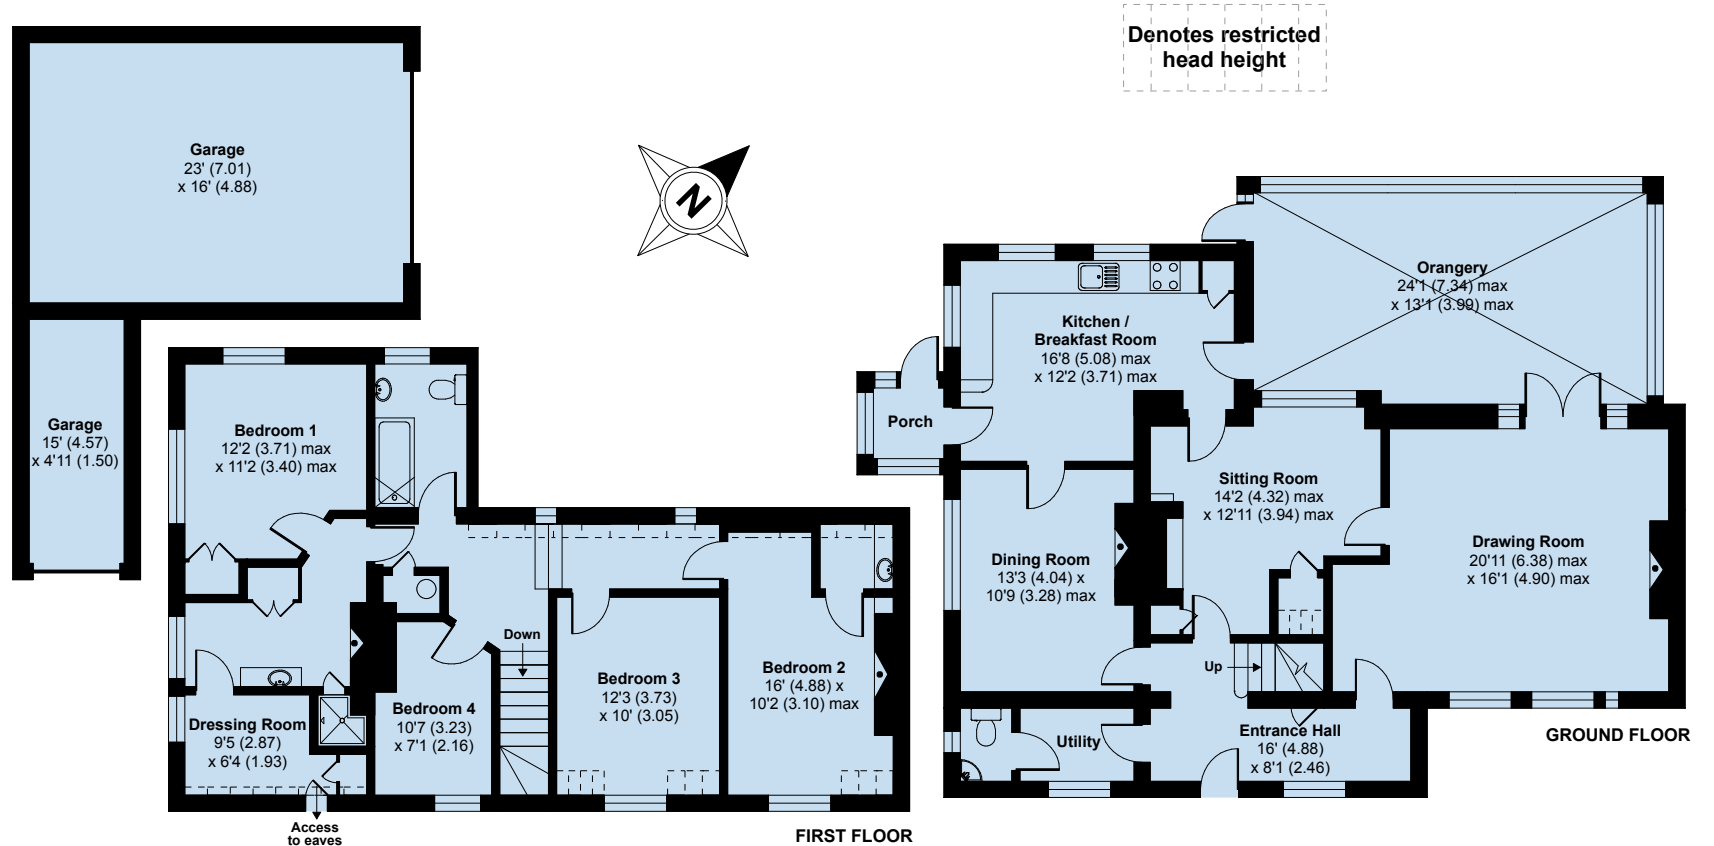 Denotes restricted
head height
Garage
23' (7.01)
x 16' (4.88)
N
Garage
15' (4.57)
x 4'11 (1.50)
Bedroom 1
12'2 (3.71) max
x 11'2 (3.40) max
Dressing Room
9'5 (2.87)
x 6'4 (1.93)
Access
to eaves
Bedroom 4
10'7 (3.23)
x 7'1 (2.16)
Down
Bedroom 3
12'3 (3.73)
x 10' (3.05)
Bedroom 2
16' (4.88) x
10'2 (3.10) max
FIRST FLOOR
Orangery
24'1 (7.34) max
x 13'1 (3.99) max
Kitchen /
Breakfast Room
16'8 (5.08) max
x 12'2 (3.71) max
Porch
Sitting Room
14'2 (4.32) max
x 12'11 (3.94) max
Drawing Room
20'11 (6.38) max
x 16'1 (4.90) max
Dining Room
13'3 (4.04) x
10'9 (3.28) max
Up
Utility
Entrance Hall
16' (4.88)
x 8'1 (2.46)
GROUND FLOOR